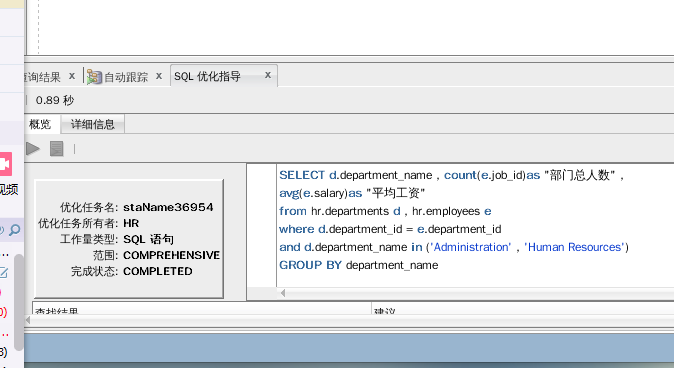 询结果 x 自动跟踪 x SQL 优化指导 x
0.89 秒
概览 详细信息
视频
优化任务名: staName36954
优化任务所有者: HR
工作量类型: SQL 语句
范围: COMPREHENSIVE
完成状态: COMPLETED
SELECT d.department_name , count(e.job_id)as "部门总人数" ,
avg(e.salary)as "平均工资"
from hr.departments d , hr.employees e
where d.department_id = e.department_id
and d.department_name in ('Administration' , 'Human Resources')
GROUP BY department_name
查找结果 建议